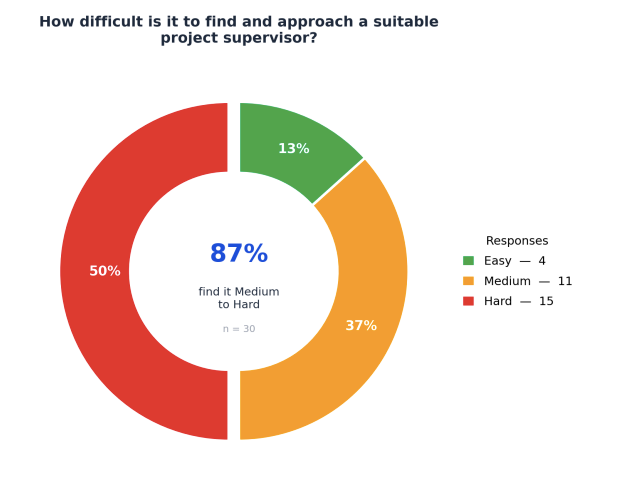 How difficult is it to find and approach a suitable
project supervisor?
13%
50%
37%
87%
find it Medium
to Hard
n = 30
Responses
Easy — 4
Medium — 11
Hard — 15